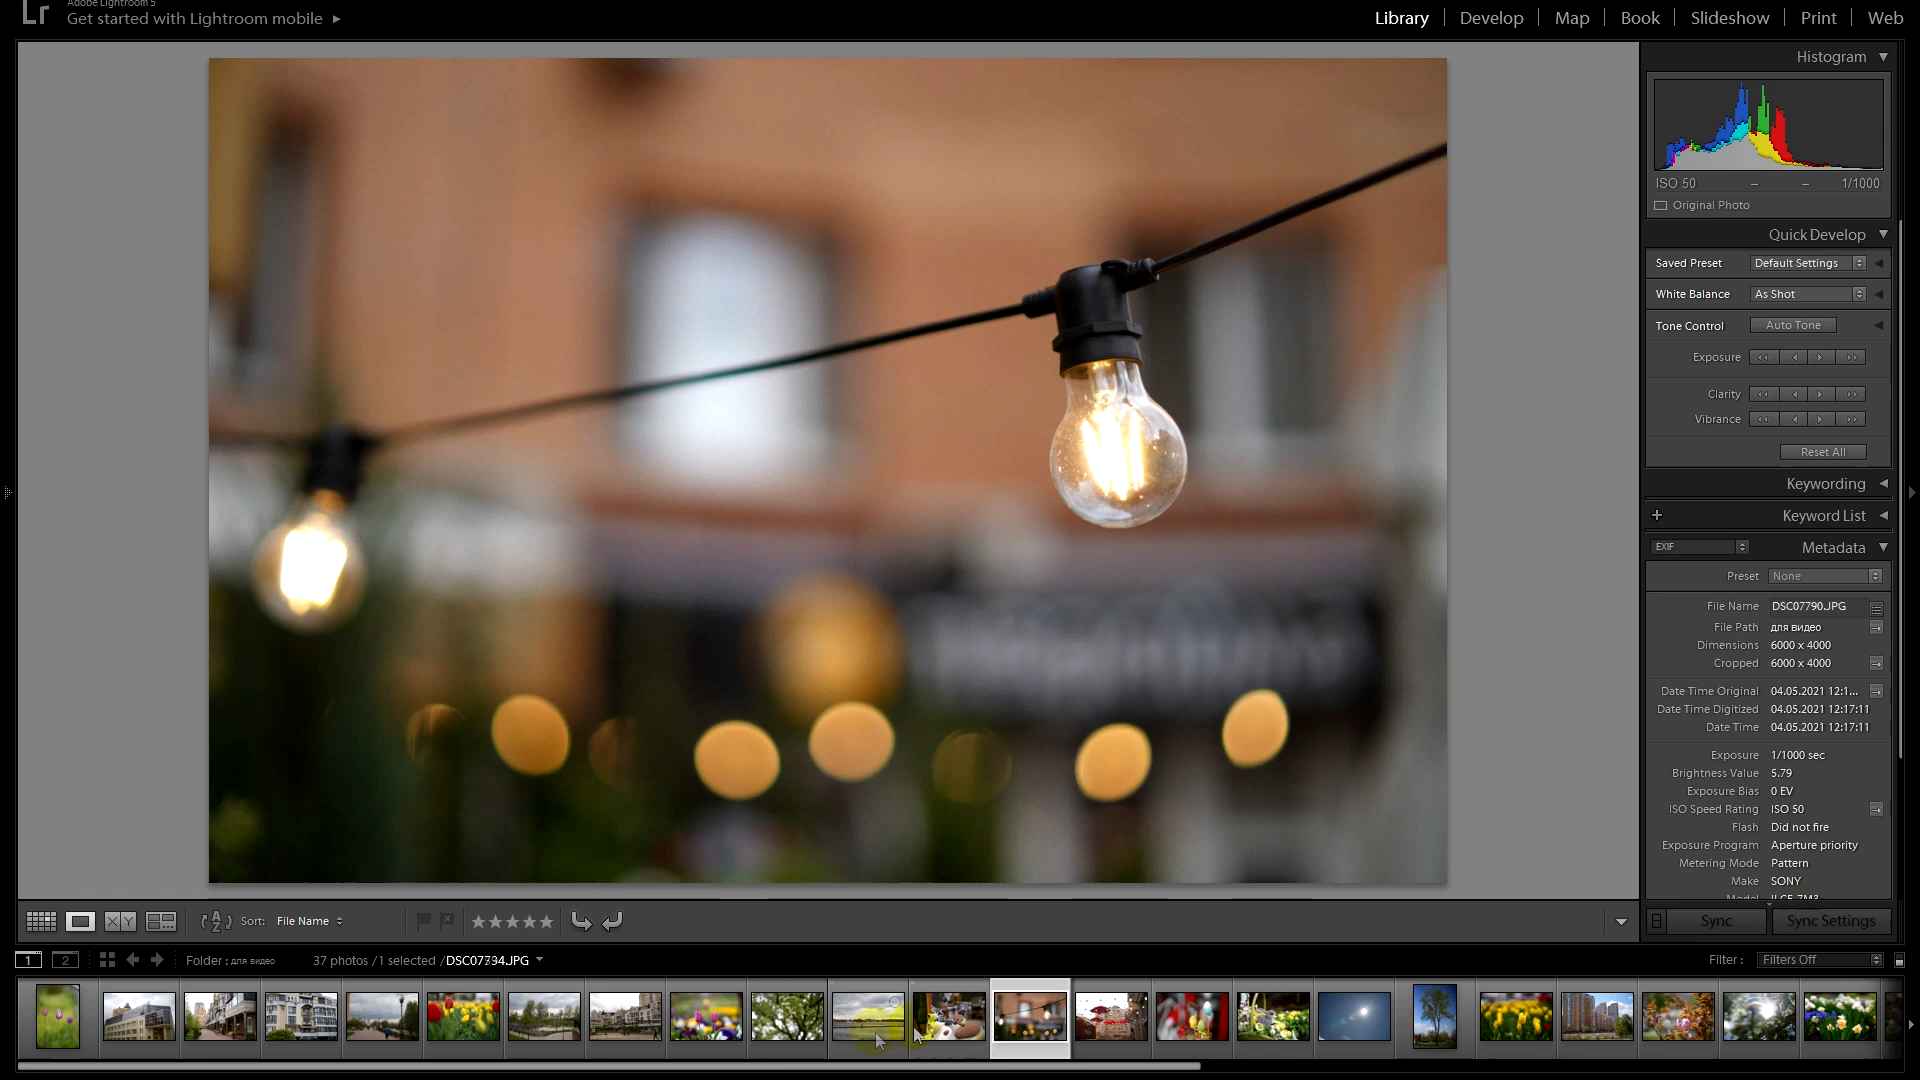 Lr
Adobe Lightroom 5
Get started with Lightroom mobile
Library
Develop
Map
Book
Slideshow
Print
Web
Histogram
ISO 50 – – 1/1000
Original Photo
Quick Develop
Saved Preset Default Settings
White Balance As Shot
Tone Control Auto Tone
Exposure
Clarity
Vibrance
Reset All
Keywording
+ Keyword List
EXIF Metadata
Preset None
File Name DSC07790.JPG
File Path для видео
Dimensions 6000 x 4000
Cropped 6000 x 4000
Date Time Original 04.05.2021 12:1...
Date Time Digitized 04.05.2021 12:17:11
Date Time 04.05.2021 12:17:11
Exposure 1/1000 sec
Brightness Value 5.79
Exposure Bias 0 EV
ISO Speed Rating ISO 50
Flash Did not fire
Exposure Program Aperture priority
Metering Mode Pattern
Make SONY
Sort: File Name
Sync
Sync Settings
1
2
Folder : для видео
37 photos / 1 selected /
Filter : Filters Off